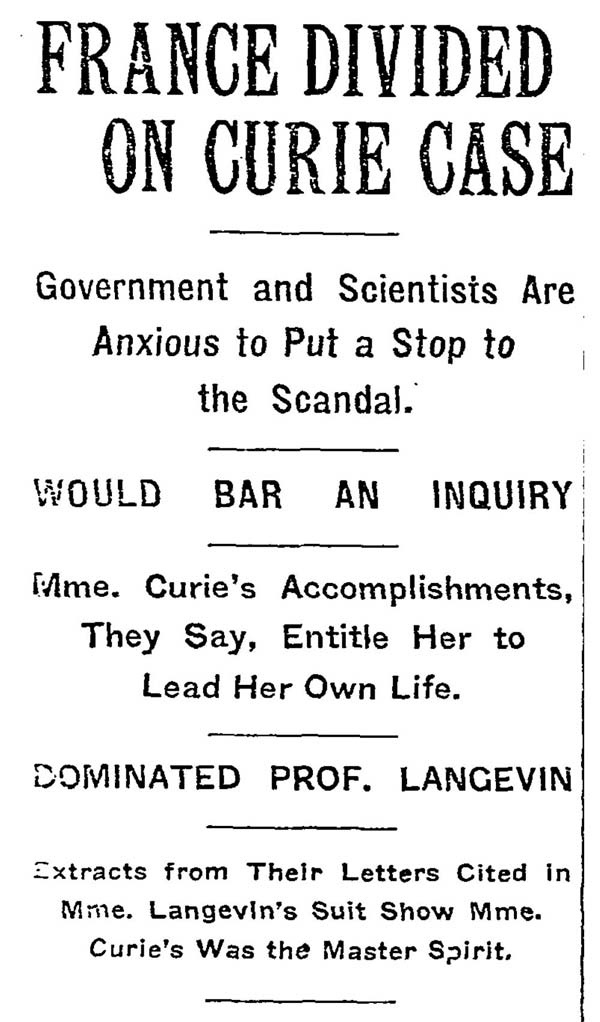 FRANCE DIVIDED
ON CURIE CASE
Government and Scientists Are
Anxious to Put a Stop to
the Scandal.
WOULD BAR AN INQUIRY
Mme. Curie's Accomplishments,
They Say, Entitle Her to
Lead Her Own Life.
DOMINATED PROF. LANGEVIN
Extracts from Their Letters Cited in
Mme. Langevin's Suit Show Mme.
Curie's Was the Master Spirit.